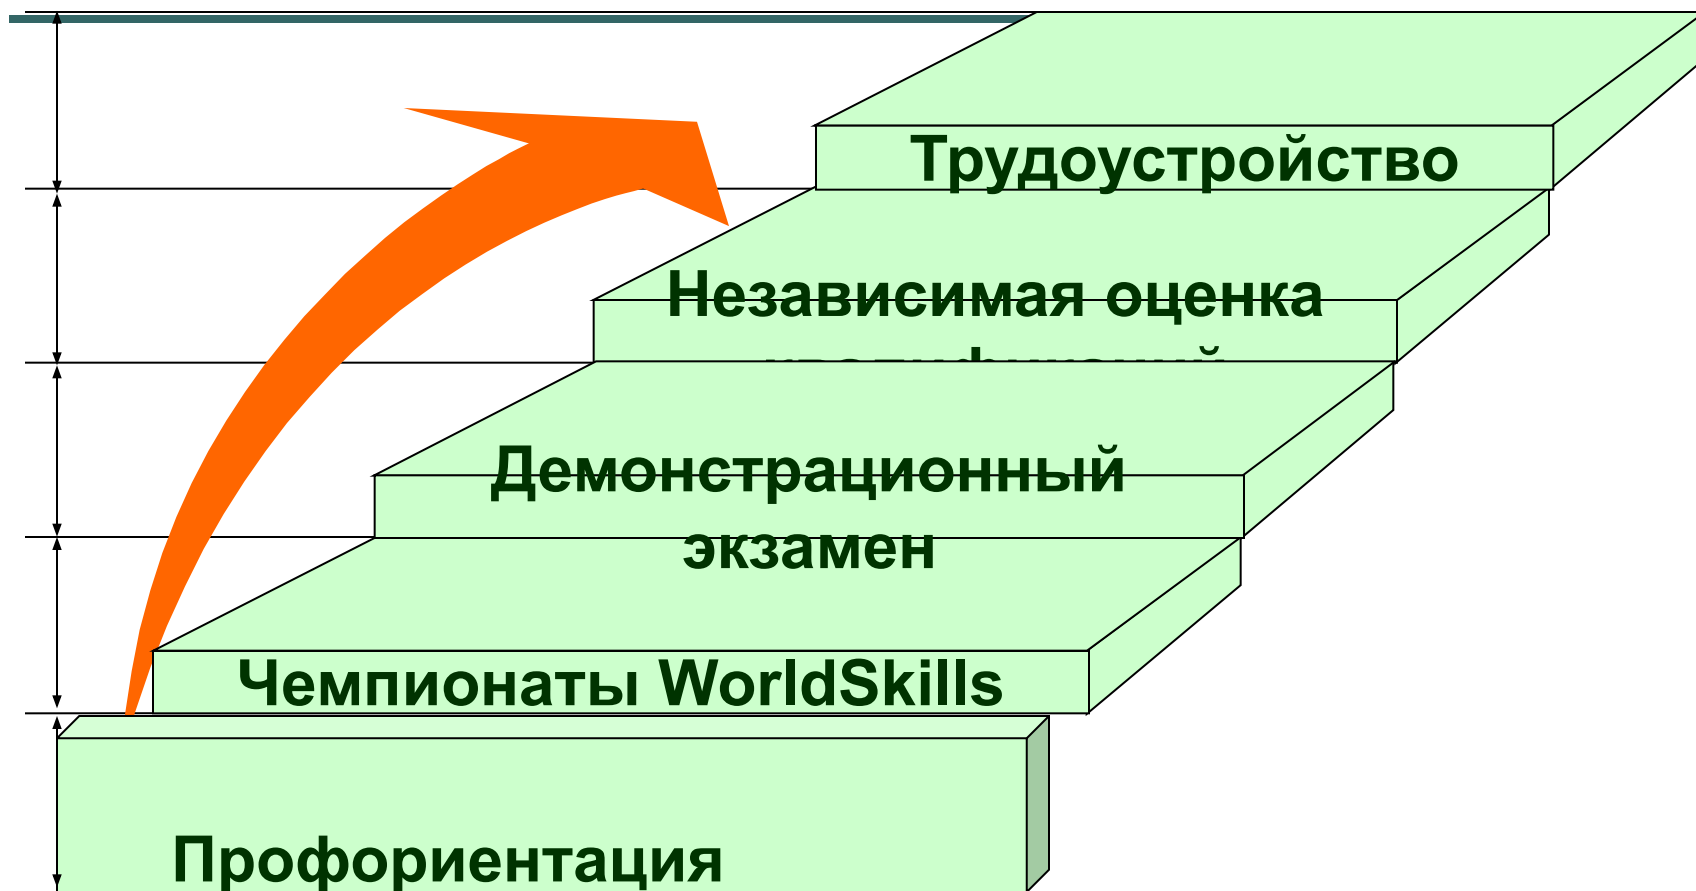 Трудоустройство
Независимая оценка
Демонстрационный
экзамен
Чемпионаты WorldSkills
Профориентация